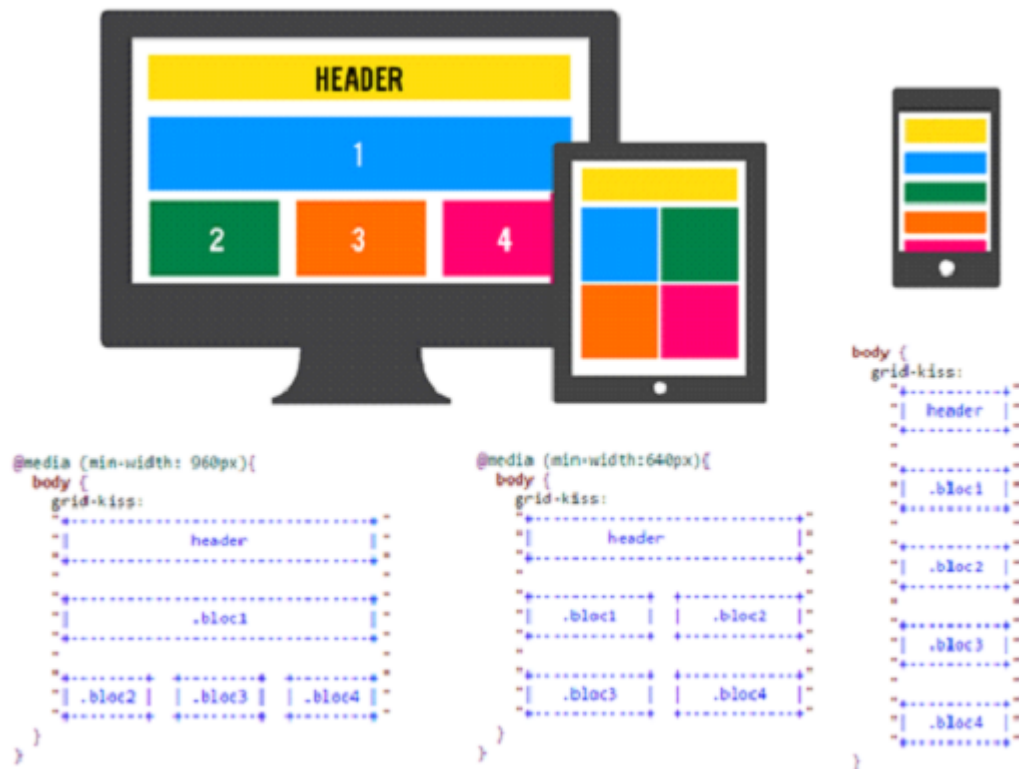 HEADER
1
2 3 4
@media (min-width: 960px){
body {
grid-kiss:
"+------------------------------+"
"| header |"
"+------------------------------+"
" "
"+------------------------------+"
"| .bloc1 |"
"+------------------------------+"
" "
"+--------+ +--------+ +--------+"
"| .bloc2 | | .bloc3 | | .bloc4 |"
"+--------+ +--------+ +--------+"
}
}
@media (min-width:640px){
body {
grid-kiss:
"+--------------------------+"
"| header |"
"+--------------------------+"
" "
"+-----------+ +-----------+"
"| .bloc1 | | .bloc2 |"
"+-----------+ +-----------+"
" "
"+-----------+ +-----------+"
"| .bloc3 | | .bloc4 |"
"+-----------+ +-----------+"
}
}
body {
grid-kiss:
"+----------+"
"| header |"
"+----------+"
" "
"+----------+"
"| .bloc1 |"
"+----------+"
" "
"+----------+"
"| .bloc2 |"
"+----------+"
" "
"+----------+"
"| .bloc3 |"
"+----------+"
" "
"+----------+"
"| .bloc4 |"
"+----------+"
}